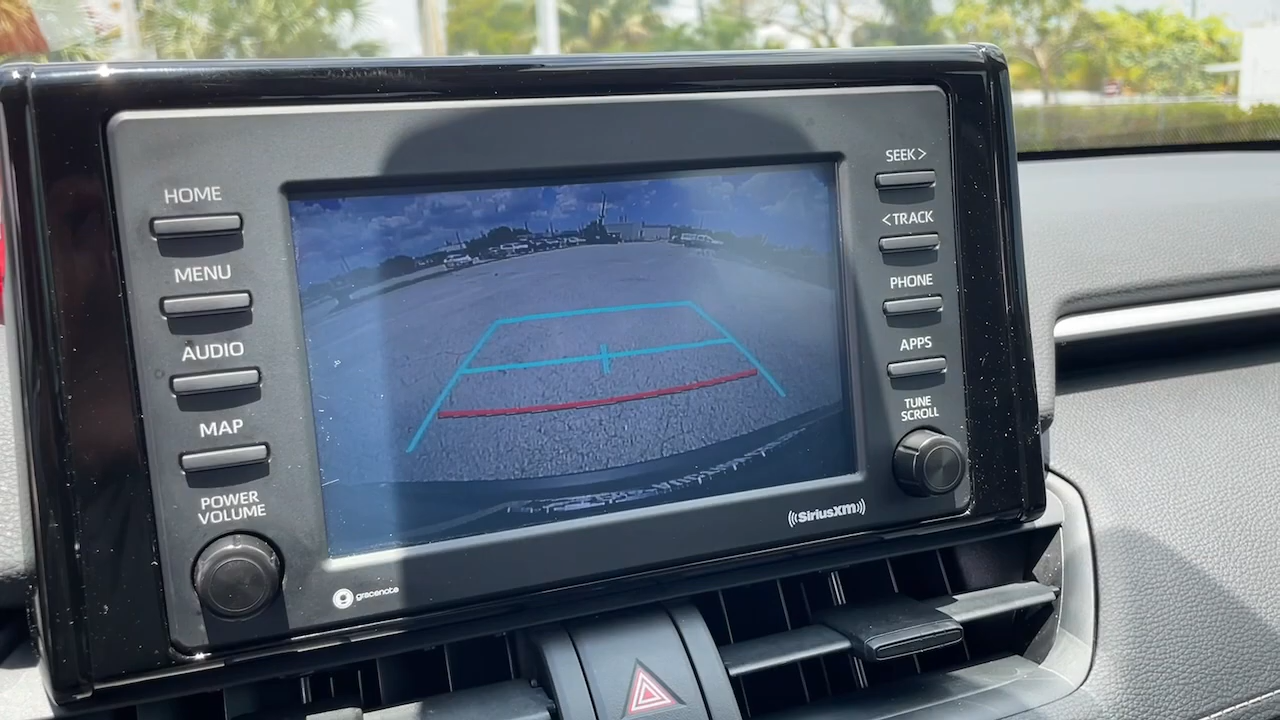 HOME
MENU
AUDIO
MAP
POWER
VOLUME
gracenote
SEEK>
<TRACK
PHONE
APPS
TUNE
SCROLL
SiriusXM